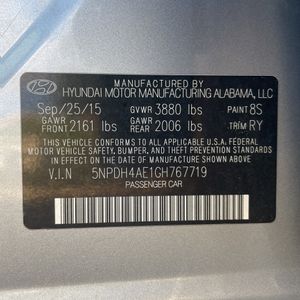 MANUFACTURED BY
HYUNDAI MOTOR MANUFACTURING ALABAMA, LLC
Sep/25/15 GVWR 3880 lbs PAINT 8S
GAWR FRONT 2161 lbs GAWR REAR 2006 lbs TRIM RY
THIS VEHICLE CONFORMS TO ALL APPLICABLE U.S.A. FEDERAL
MOTOR VEHICLE SAFETY, BUMPER, AND THEFT PREVENTION
STANDARDS IN EFFECT ON THE DATE OF MANUFACTURE SHOWN ABOVE.
V.I.N 5NPDH4AE1GH767719
PASSENGER CAR